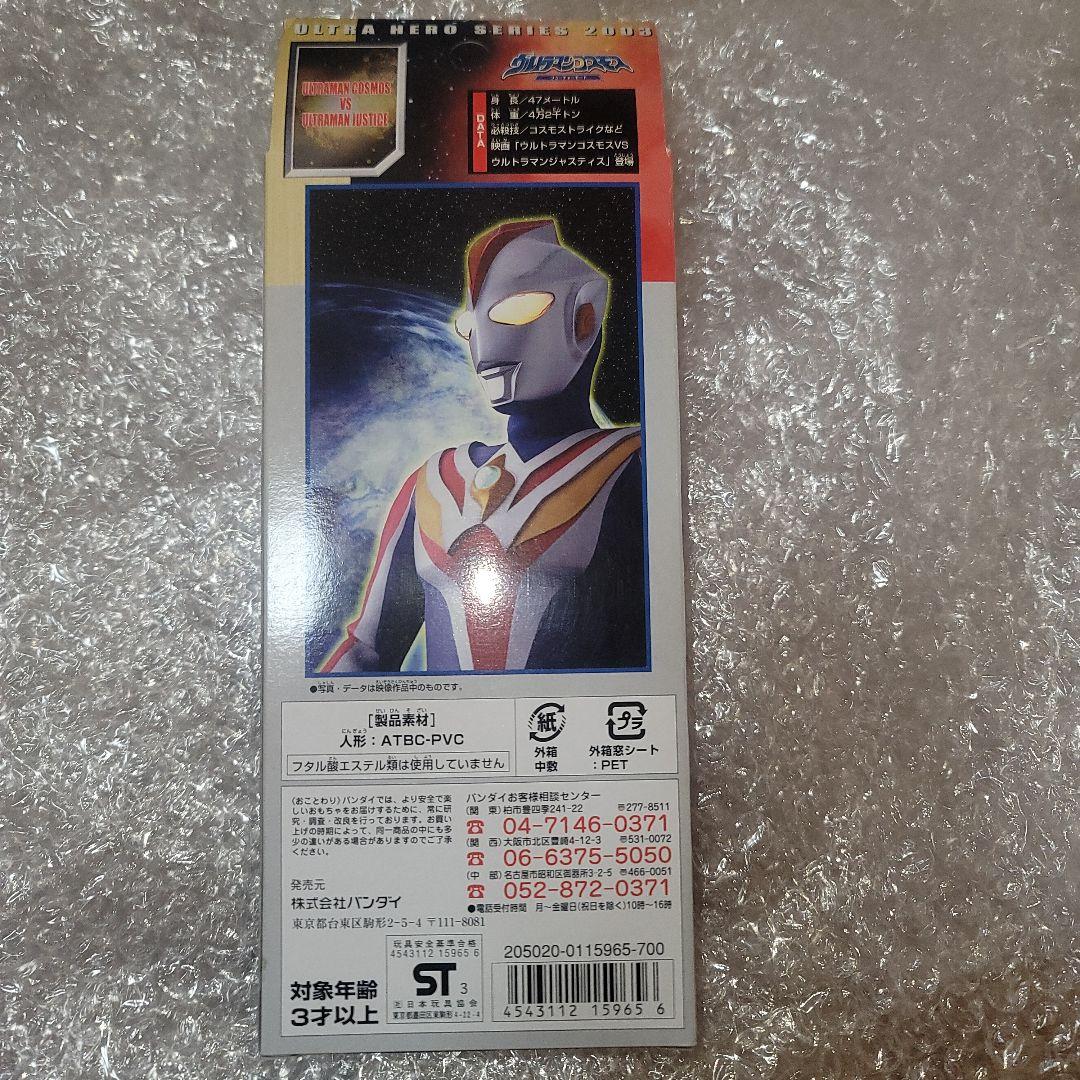 ULTRA HERO SERIES 2003
ULTRAMAN COSMOS
VS
ULTRAMAN JUSTICE
ウルトラマンコスモス
DATA
身長/47メートル
体重/4万2千トン
必殺技/コスモストライクなど
映画「ウルトラマンコスモスVS
ウルトラマンジャスティス」登場
●写真・データは映像作品中のものです。
[製品素材]
人形:ATBC-PVC
フタル酸エステル類は使用していません
紙
外箱
中敷
プラ
外箱窓シート
:PET
〈おことわり〉バンダイでは、より安全で楽
しいおもちゃをお届けするために、常に研
究・調査・改良を行っております。お買い
上げの時期によって、同一商品の中にも多
少の違いがある場合がありますのでご了承
ください。
発売元
株式会社バンダイ
東京都台東区駒形2-5-4 〒111-8081
バンダイお客様相談センター
(関 東)柏市豊四季241-22 〒277-8511
☎ 04-7146-0371
(関 西)大阪市北区豊崎4-12-3 〒531-0072
☎ 06-6375-5050
(中 部)名古屋市昭和区御器所3-2-5 〒466-0051
☎ 052-872-0371
●電話受付時間 月〜金曜日(祝日を除く)10時〜16時
対象年齢
3才以上
玩具安全基準合格
4543112 15965 6
ST 3
(社)日本玩具協会
東京都墨田区東駒形4-22-4
205020-0115965-700
4543112 15965 6